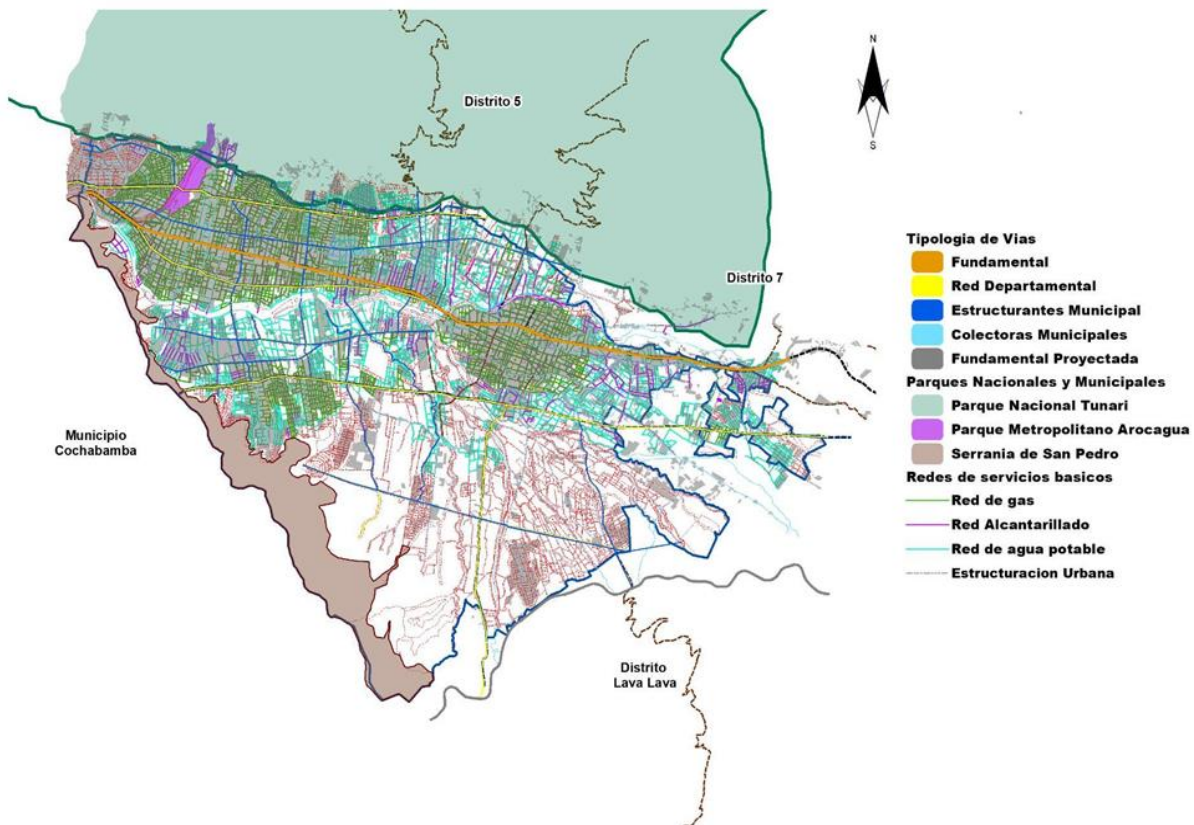 N
S
Distrito 5
Distrito 7
Municipio
Cochabamba
Distrito
Lava Lava
Tipologia de Vias
Fundamental
Red Departamental
Estructurantes Municipal
Colectoras Municipales
Fundamental Proyectada
Parques Nacionales y Municipales
Parque Nacional Tunari
Parque Metropolitano Arocagua
Serrania de San Pedro
Redes de servicios basicos
Red de gas
Red Alcantarillado
Red de agua potable
Estructuracion Urbana